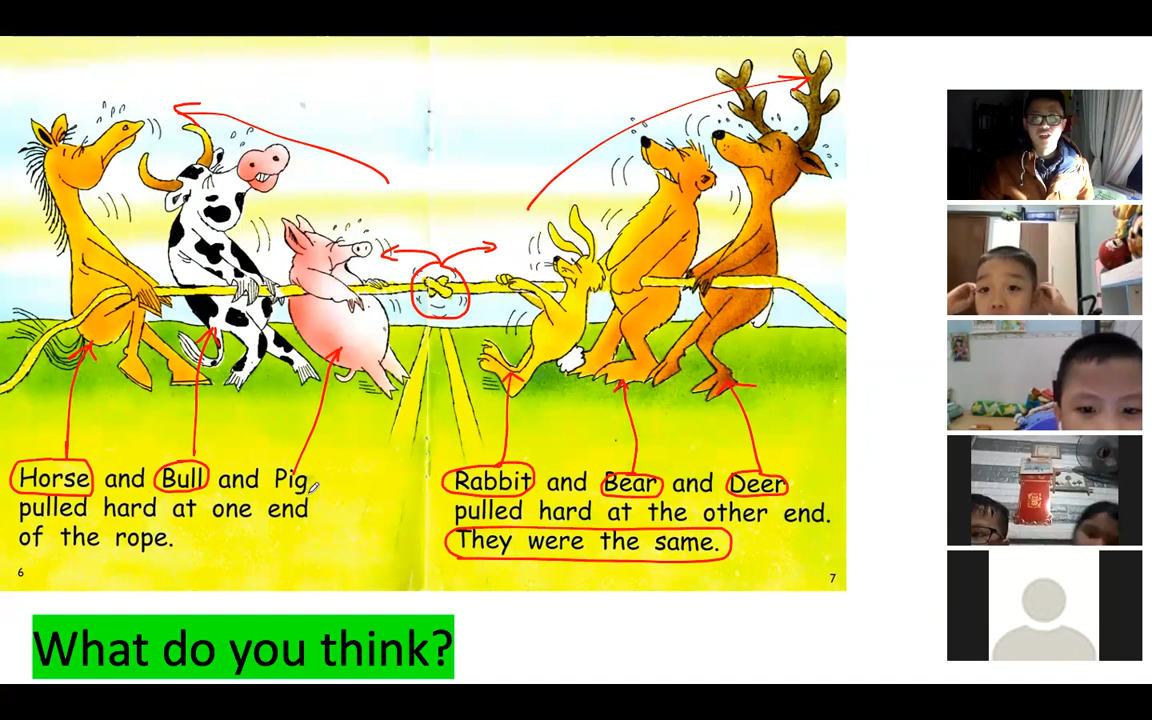 Horse and Bull and Pig
pulled hard at one end
of the rope.
6
Rabbit and Bear and Deer
pulled hard at the other end.
They were the same.
7
What do you think?